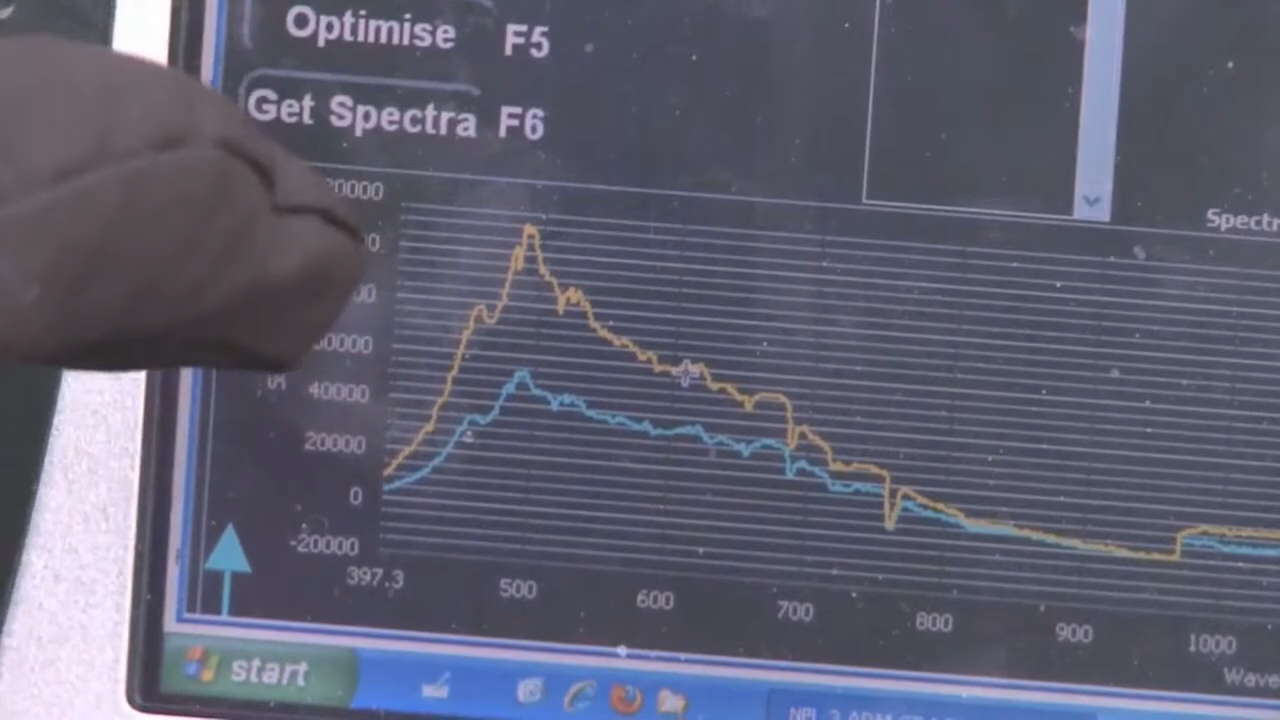 Optimise F5
Get Spectra F6
Spectr
40000
20000
0
-20000
397.3 500 600 700 800 900 1000
Wave
start